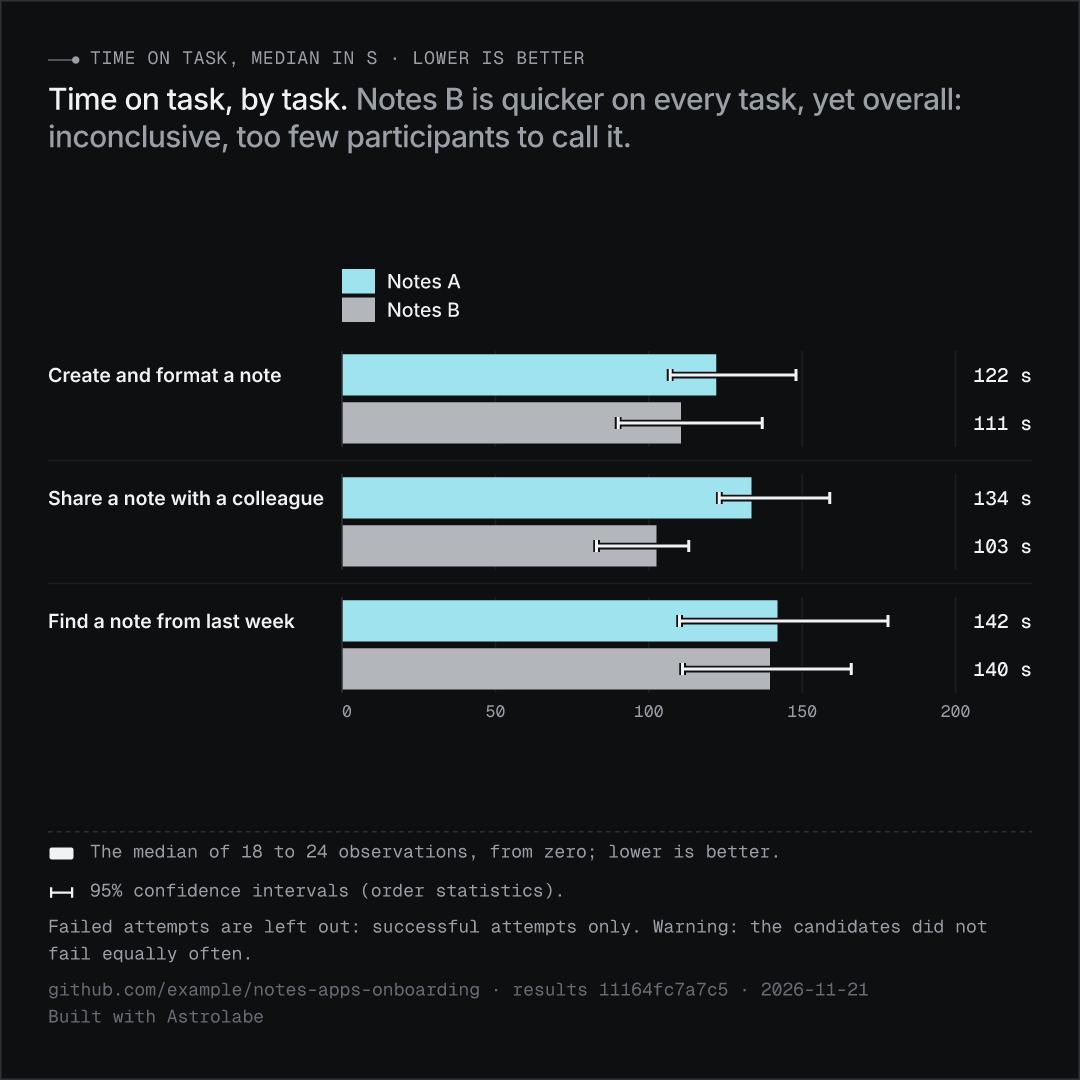 TIME ON TASK, MEDIAN IN S · LOWER IS BETTER
Time on task, by task. Notes B is quicker on every task, yet overall:
inconclusive, too few participants to call it.
Notes A
Notes B
Create and format a note
122 s
111 s
Share a note with a colleague
134 s
103 s
Find a note from last week
142 s
140 s
0 50 100 150 200
The median of 18 to 24 observations, from zero; lower is better.
95% confidence intervals (order statistics).
Failed attempts are left out: successful attempts only. Warning: the candidates did not
fail equally often.
github.com/example/notes-apps-onboarding · results 11164fc7a7c5 · 2026-11-21
Built with Astrolabe